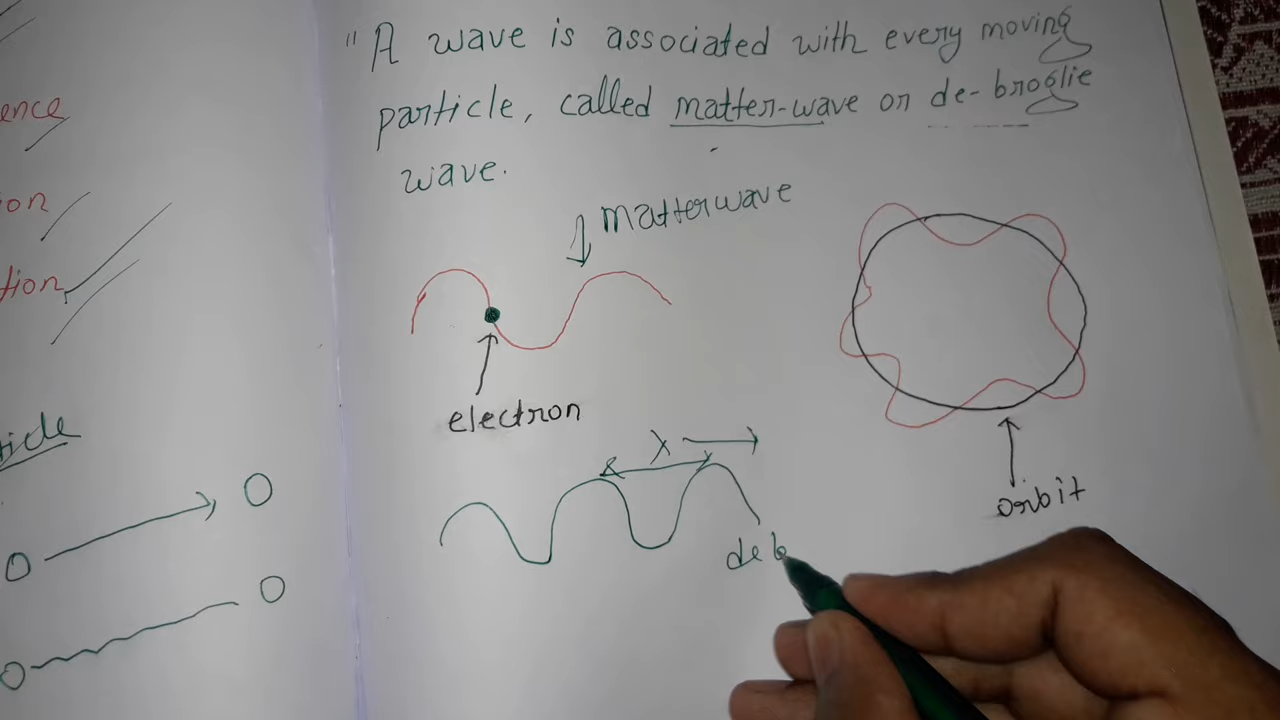 " A wave is associated with every moving
particle, called matter-wave or de-broglie
wave.
matterwave
electron
λ
de b
orbit
ence
ion
tion
ticle